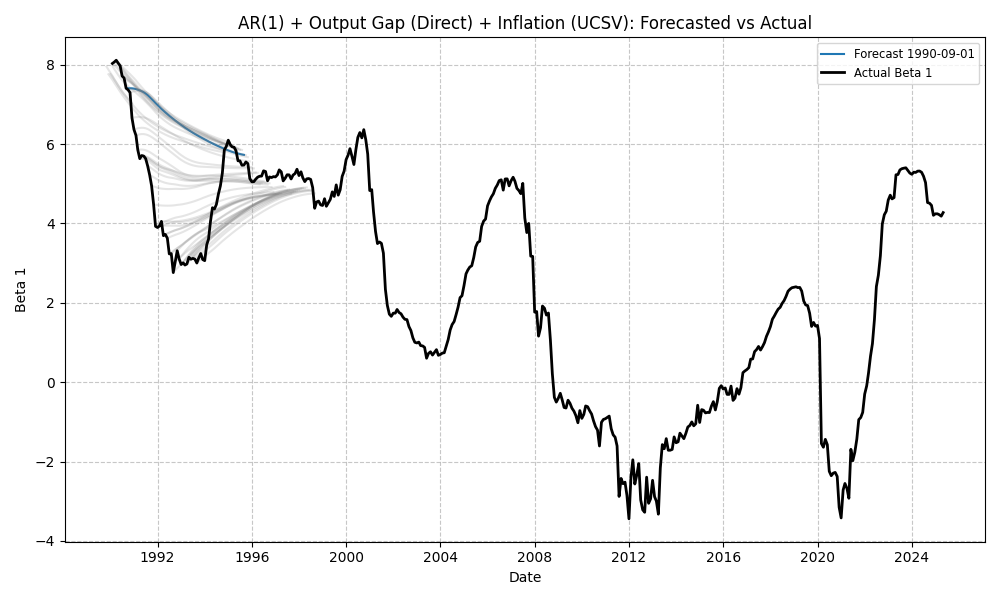 AR(1) + Output Gap (Direct) + Inflation (UCSV): Forecasted vs Actual
Forecast 1990-09-01
Actual Beta 1
8
6
4
2
0
−2
−4
Beta 1
1992 1996 2000 2004 2008 2012 2016 2020 2024
Date